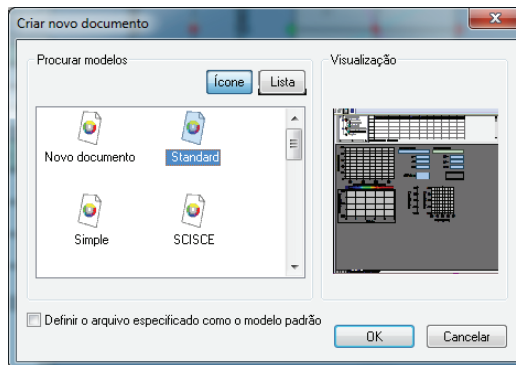 Criar novo documento
Procurar modelos
Visualização
Ícone Lista
Novo documento Standard
Simple SCISCE
Definir o arquivo especificado como o modelo padrão
OK Cancelar